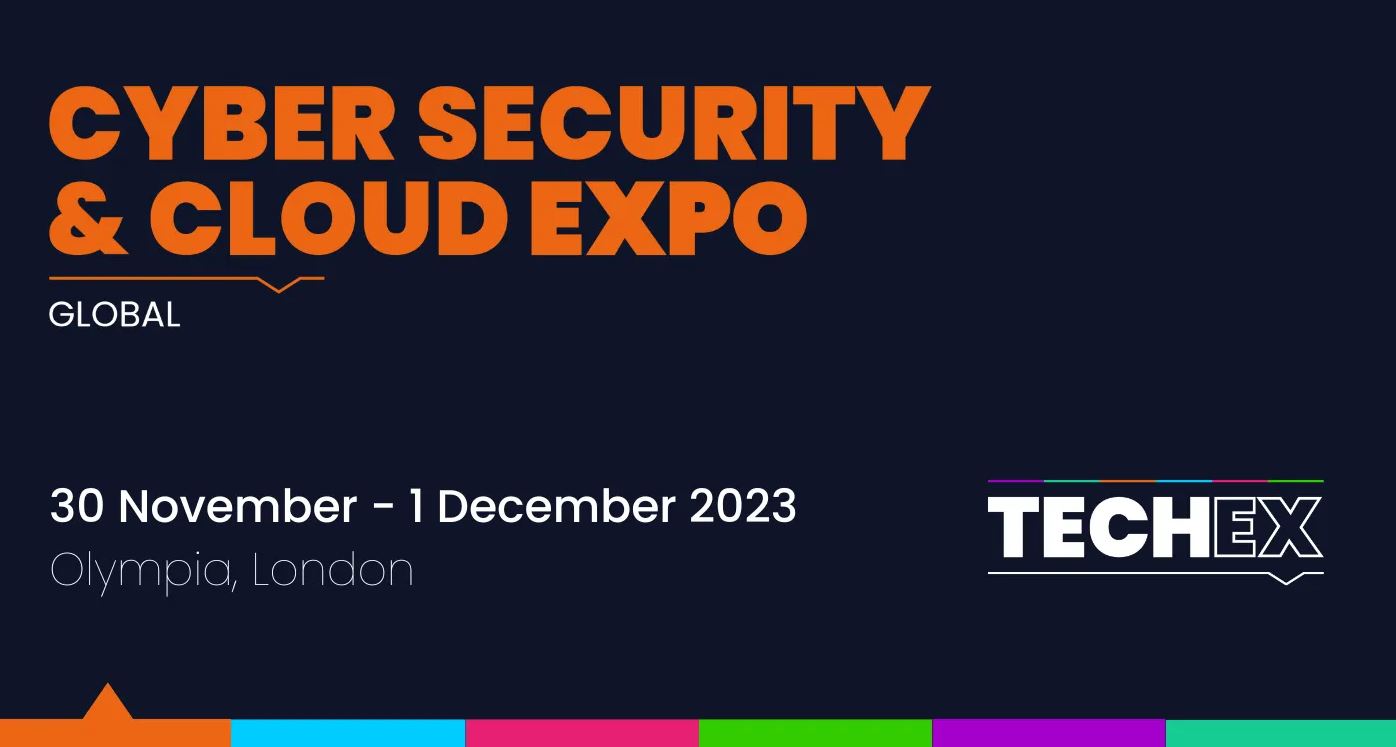 CYBER SECURITY
& CLOUD EXPO
GLOBAL
30 November - 1 December 2023
Olympia, London
TECHEX